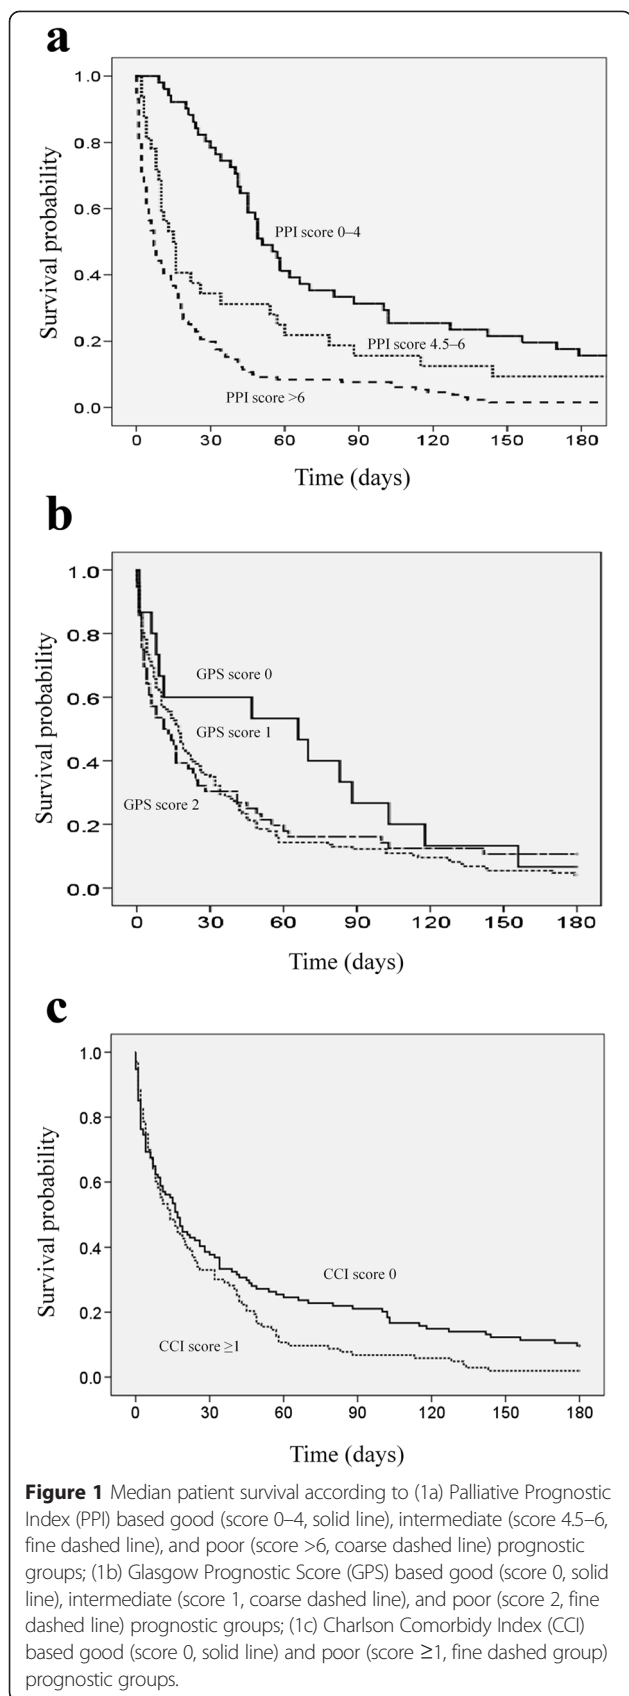 a
1.0
0.8
0.6
0.4
0.2
0.0
Survival probability
PPI score 0–4
PPI score 4.5–6
PPI score >6
0 30 60 90 120 150 180
Time (days)
b
1.0
0.8
0.6
0.4
0.2
0.0
Survival probability
GPS score 0
GPS score 1
GPS score 2
0 30 60 90 120 150 180
Time (days)
c
1.0
0.8
0.6
0.4
0.2
0.0
Survival probability
CCI score 0
CCI score ≥1
0 30 60 90 120 150 180
Time (days)
Figure 1 Median patient survival according to (1a) Palliative Prognostic
Index (PPI) based good (score 0–4, solid line), intermediate (score 4.5–6,
fine dashed line), and poor (score >6, coarse dashed line) prognostic
groups; (1b) Glasgow Prognostic Score (GPS) based good (score 0, solid
line), intermediate (score 1, coarse dashed line), and poor (score 2, fine
dashed line) prognostic groups; (1c) Charlson Comorbidy Index (CCI)
based good (score 0, solid line) and poor (score ≥1, fine dashed group)
prognostic groups.